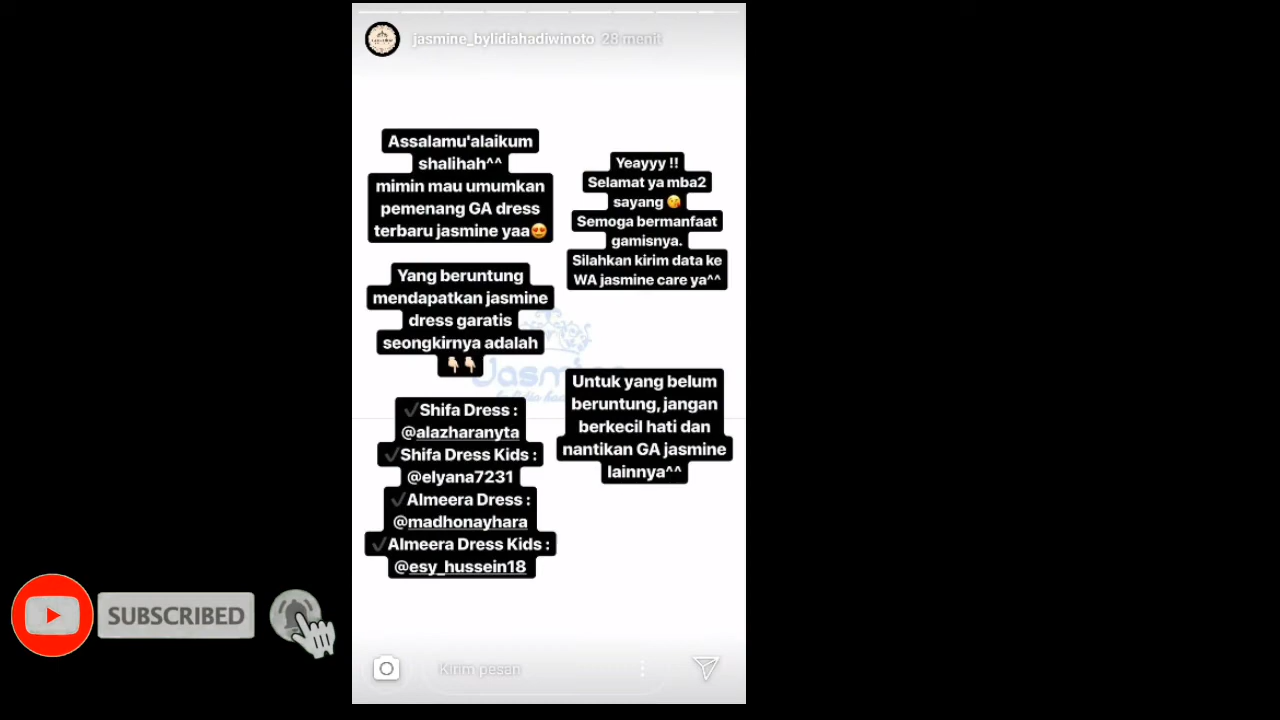 jasmine_bylidiahadiwinoto 28 menit
Assalamu'alaikum
shalihah^^
mimin mau umumkan
pemenang GA dress
terbaru jasmine yaa😍
Yang beruntung
mendapatkan jasmine
dress garatis
seongkirnya adalah
👇🏻👇🏻
✔Shifa Dress :
@alazharanyta
✔Shifa Dress Kids :
@elyana7231
✔Almeera Dress :
@madhonayhara
✔Almeera Dress Kids :
@esy_hussein18
Yeayyy !!
Selamat ya mba2
sayang 😘
Semoga bermanfaat
gamisnya.
Silahkan kirim data ke
WA jasmine care ya^^
Untuk yang belum
beruntung, jangan
berkecil hati dan
nantikan GA jasmine
lainnya^^
SUBSCRIBED
Kirim pesan